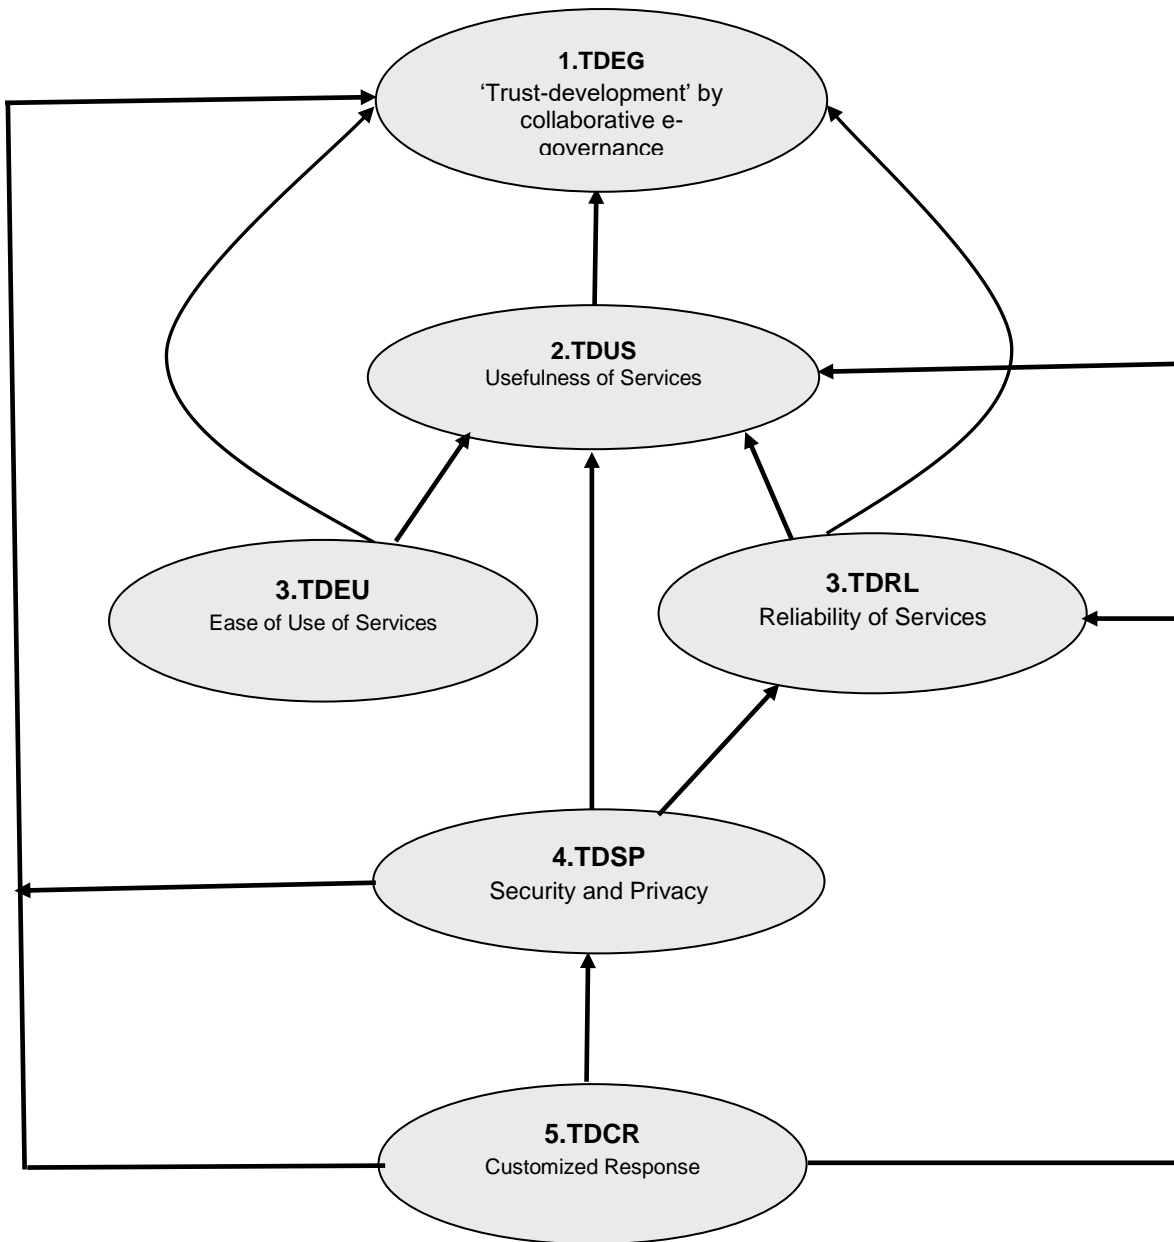 1.TDEG
‘Trust-development’ by
collaborative e-
governance
2.TDUS
Usefulness of Services
3.TDEU
Ease of Use of Services
3.TDRL
Reliability of Services
4.TDSP
Security and Privacy
5.TDCR
Customized Response